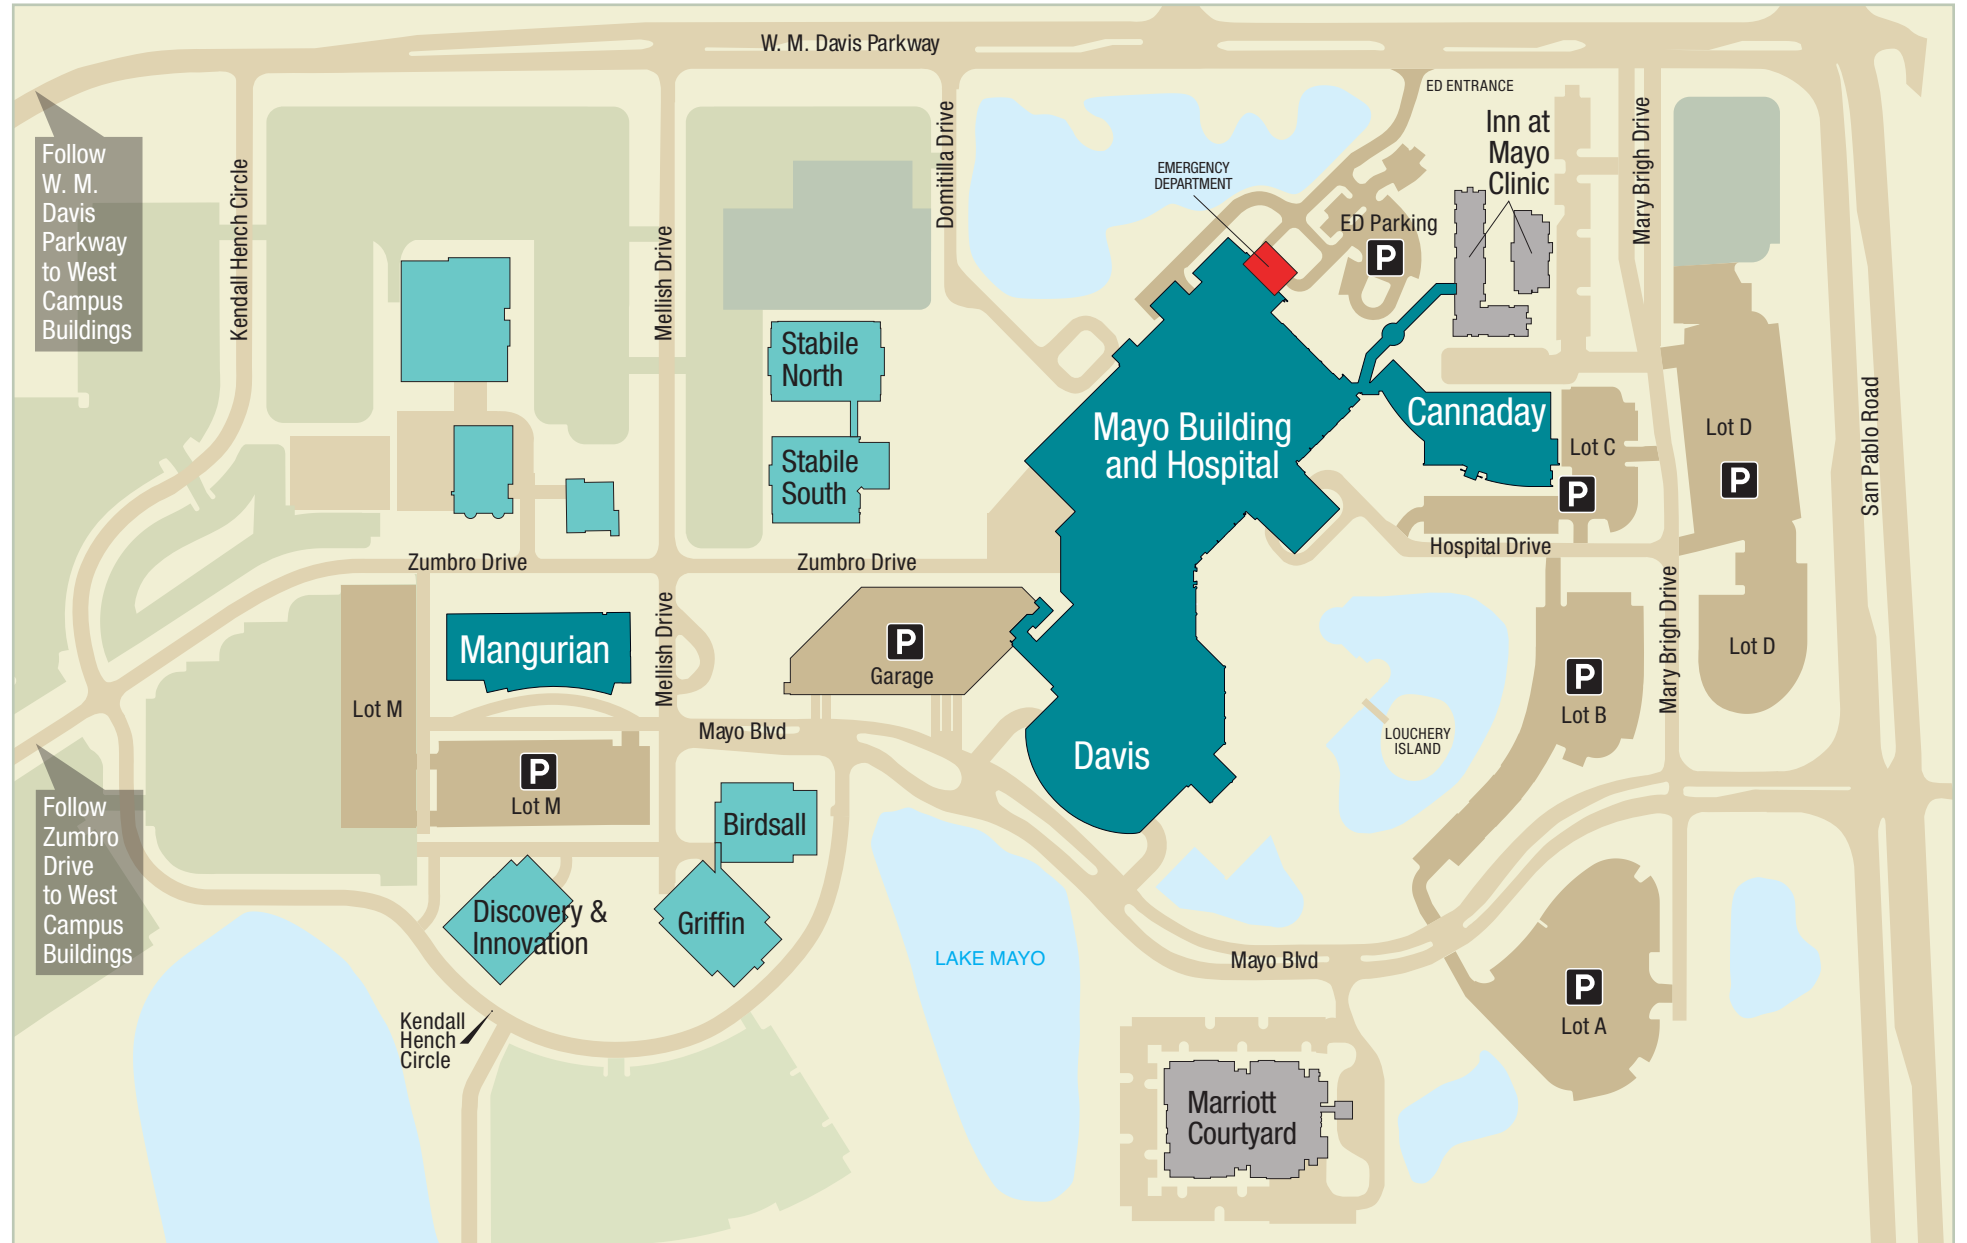 W. M. Davis Parkway
ED ENTRANCE
Inn at
Mayo
Clinic
Follow
W. M.
Davis
Parkway
to West
Campus
Buildings
Kendall Hench Circle
Mellish Drive
Domitilla Drive
EMERGENCY
DEPARTMENT
ED Parking
P
Mary Brigh Drive
San Pablo Road
Stabile
North
Stabile
South
Mayo Building
and Hospital
Cannaday
Lot C
P
Lot D
P
Hospital Drive
Zumbro Drive
Zumbro Drive
Mangurian
Mellish Drive
P
Garage
Mary Brigh Drive
Lot D
P
Lot B
Lot M
Mayo Blvd
Davis
LOUCHERY
ISLAND
P
Lot M
Follow
Zumbro
Drive
to West
Campus
Buildings
Birdsall
Discovery &
Innovation
Griffin
LAKE MAYO
Mayo Blvd
P
Lot A
Kendall
Hench
Circle
Marriott
Courtyard